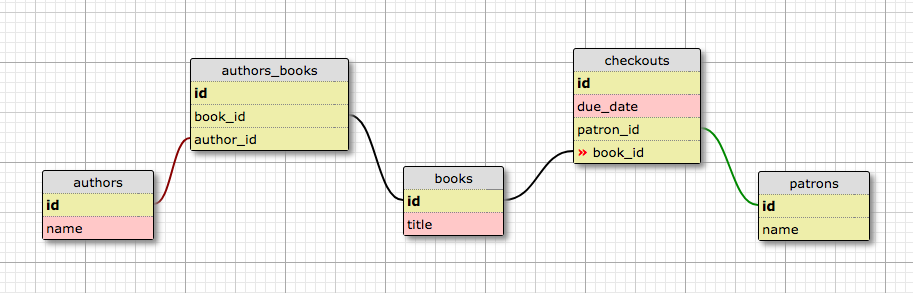 authors_books
id
book_id
author_id
checkouts
id
due_date
patron_id
» book_id
authors
id
name
books
id
title
patrons
id
name